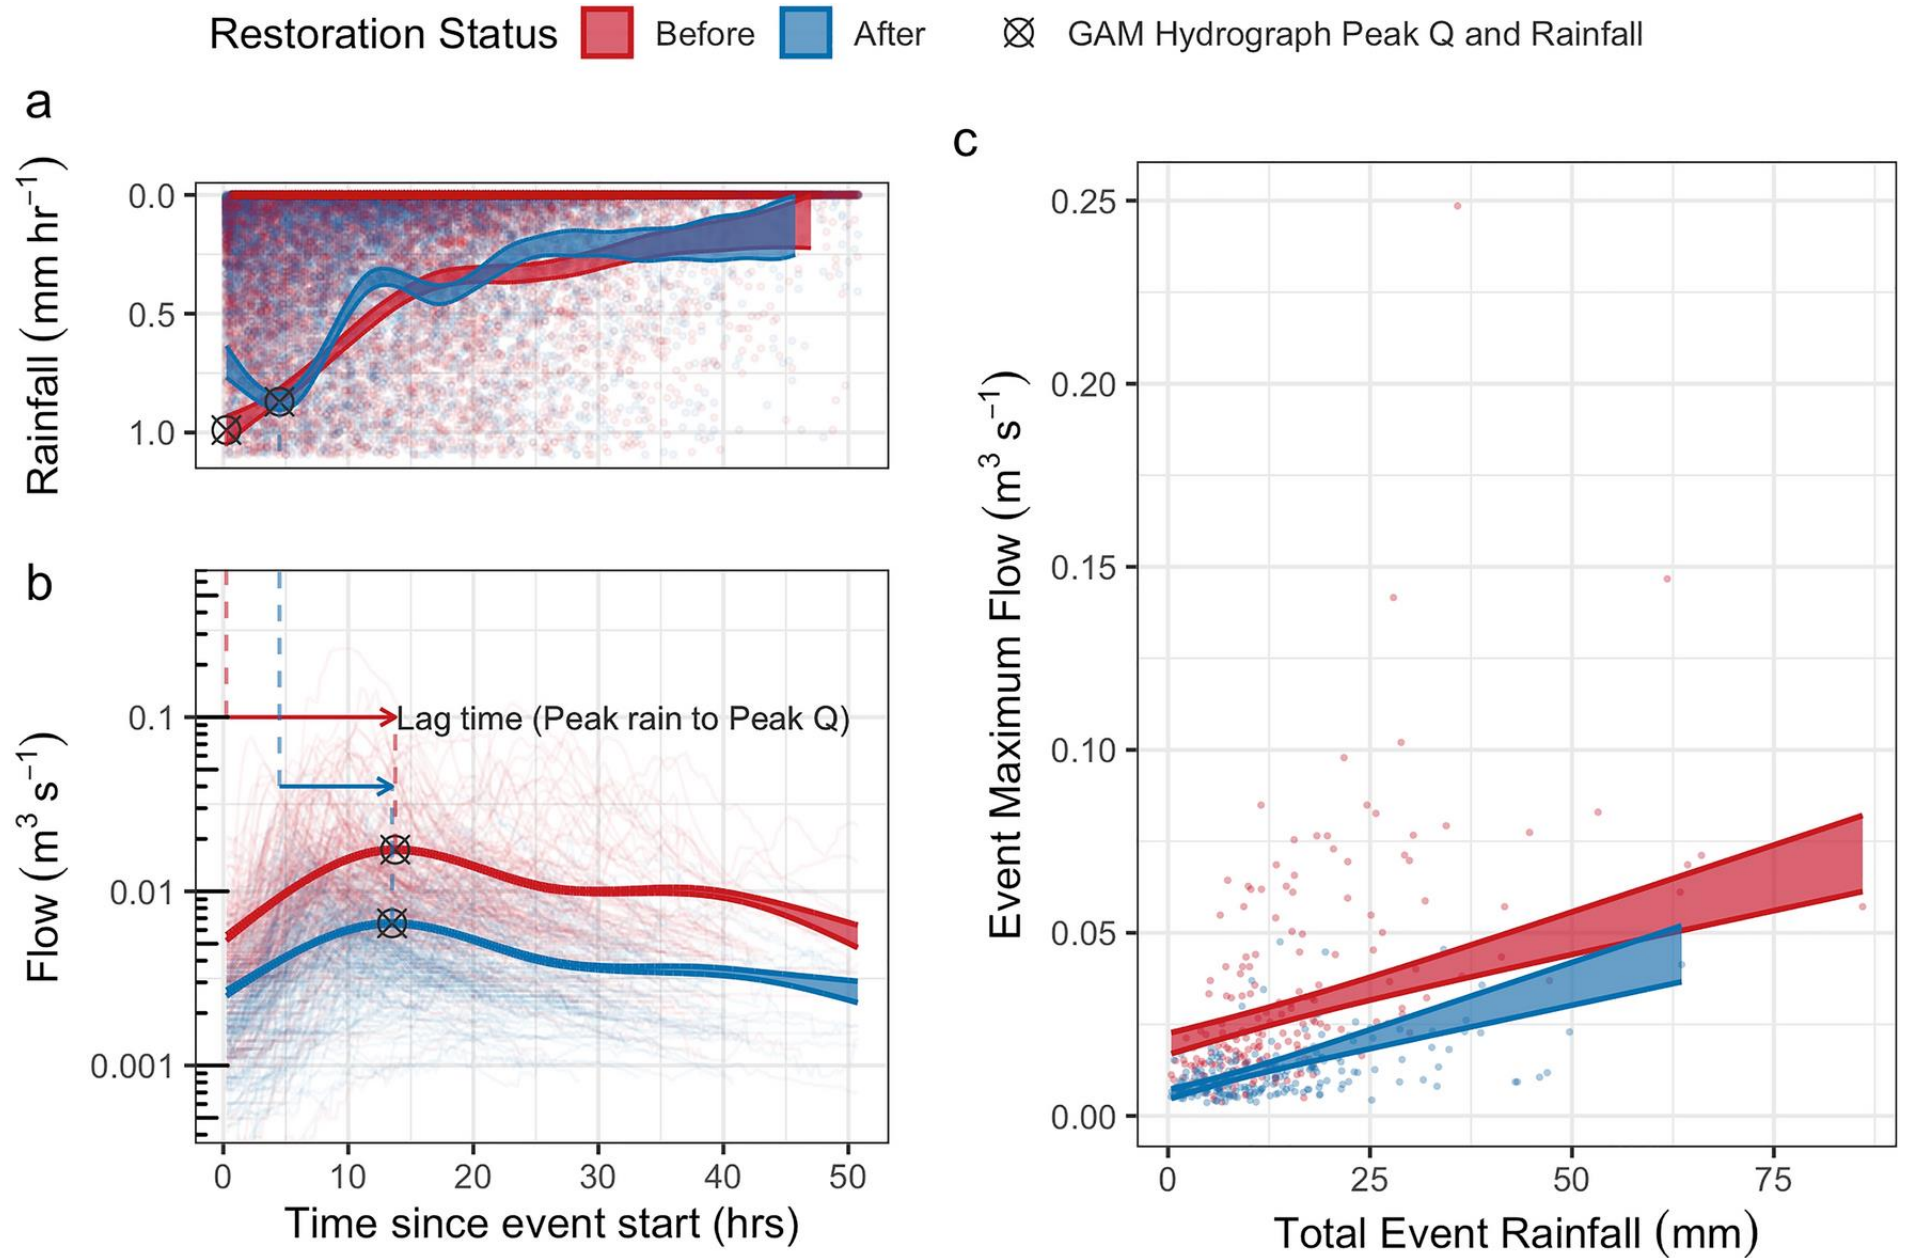 Restoration Status Before After GAM Hydrograph Peak Q and Rainfall
a
Rainfall (mm hr⁻¹)
0.0
0.5
1.0
b
Flow (m³ s⁻¹)
0.1
0.01
0.001
Lag time (Peak rain to Peak Q)
0 10 20 30 40 50
Time since event start (hrs)
c
Event Maximum Flow (m³ s⁻¹)
0.25
0.20
0.15
0.10
0.05
0.00
0 25 50 75
Total Event Rainfall (mm)